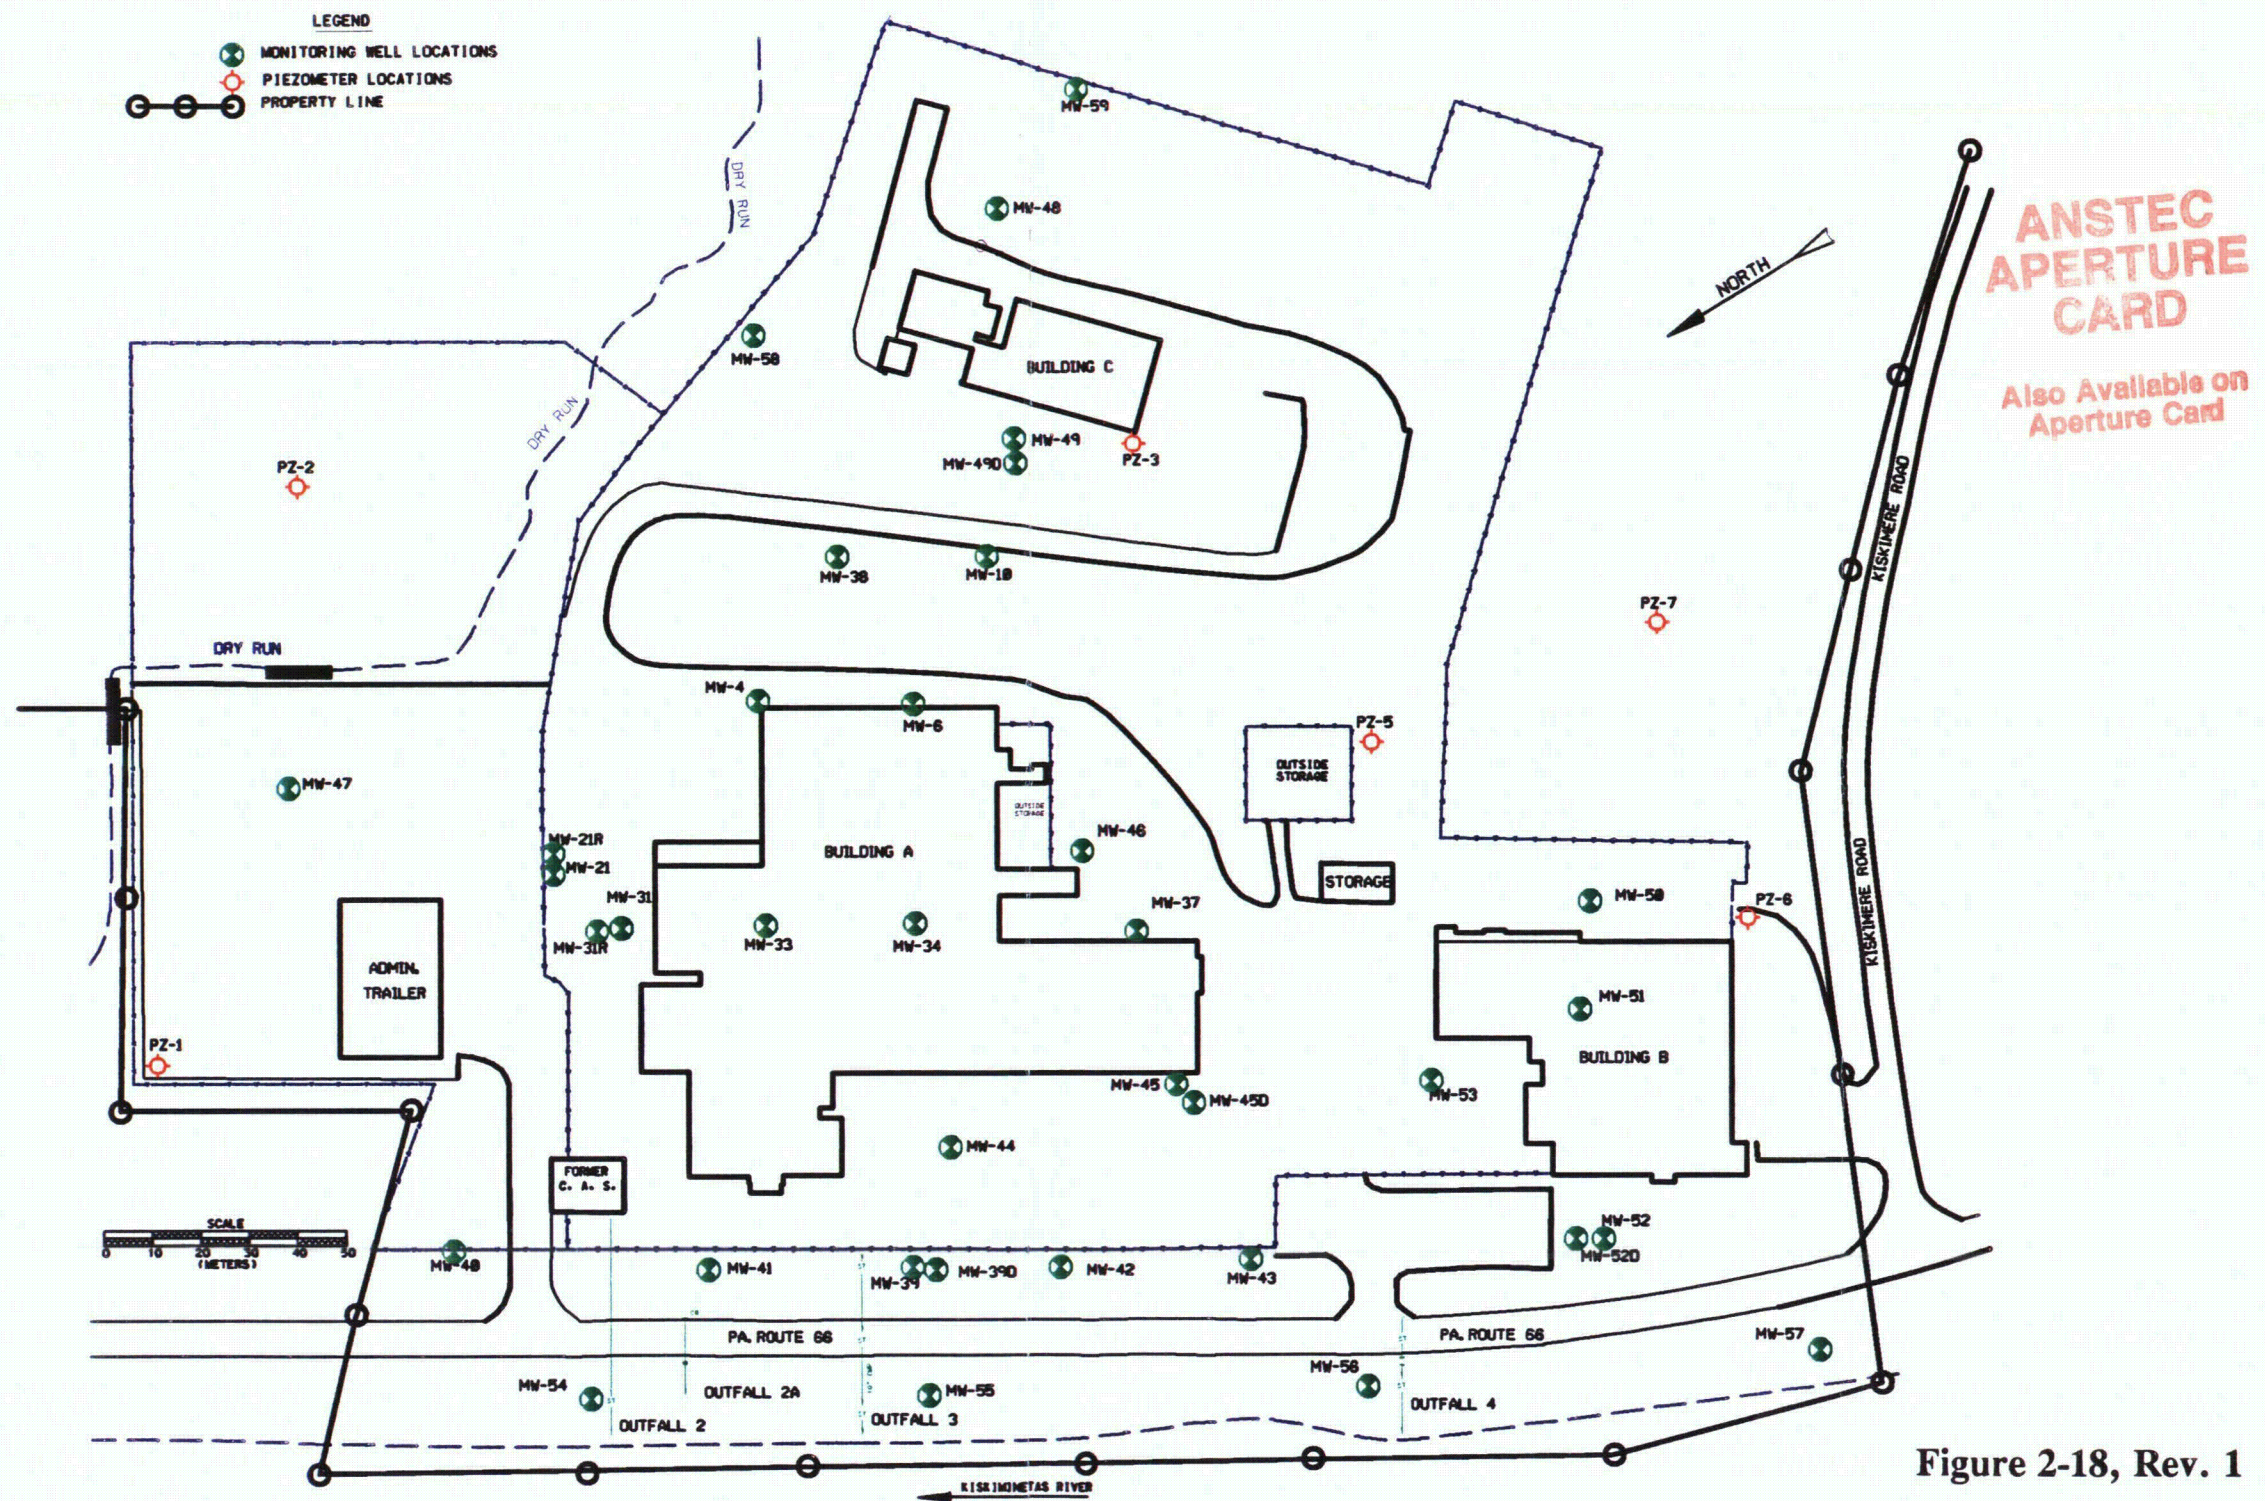 LEGEND
MONITORING WELL LOCATIONS
PIEZOMETER LOCATIONS
PROPERTY LINE
MW-59
DRY RUN
MW-48
NORTH
ANSTEC
APERTURE
CARD
Also Available on
Aperture Card
MW-58
BUILDING C
DRY RUN
MW-49
MW-49D
PZ-3
PZ-2
KISKIMERE ROAD
MW-38
MW-10
PZ-7
DRY RUN
MW-4
MW-6
PZ-5
OUTSIDE
STORAGE
MW-47
OUTSIDE
STORAGE
MW-46
MW-21R
MW-21
BUILDING A
STORAGE
MW-31
MW-31R
MW-33
MW-34
MW-37
MW-50
PZ-6
KISKIMERE ROAD
ADMIN.
TRAILER
MW-51
PZ-1
BUILDING B
MW-45
MW-45D
MW-53
MW-44
FORMER
C. A. S.
SCALE
0 10 20 30 40 50
(METERS)
MW-40
MW-41
MW-39
MW-39D
MW-42
MW-43
MW-52
MW-52D
PA. ROUTE 66
PA. ROUTE 66
MW-57
MW-54
OUTFALL 2A
MW-55
MW-56
OUTFALL 4
OUTFALL 2
OUTFALL 3
KISKIMINETAS RIVER
Figure 2-18, Rev. 1